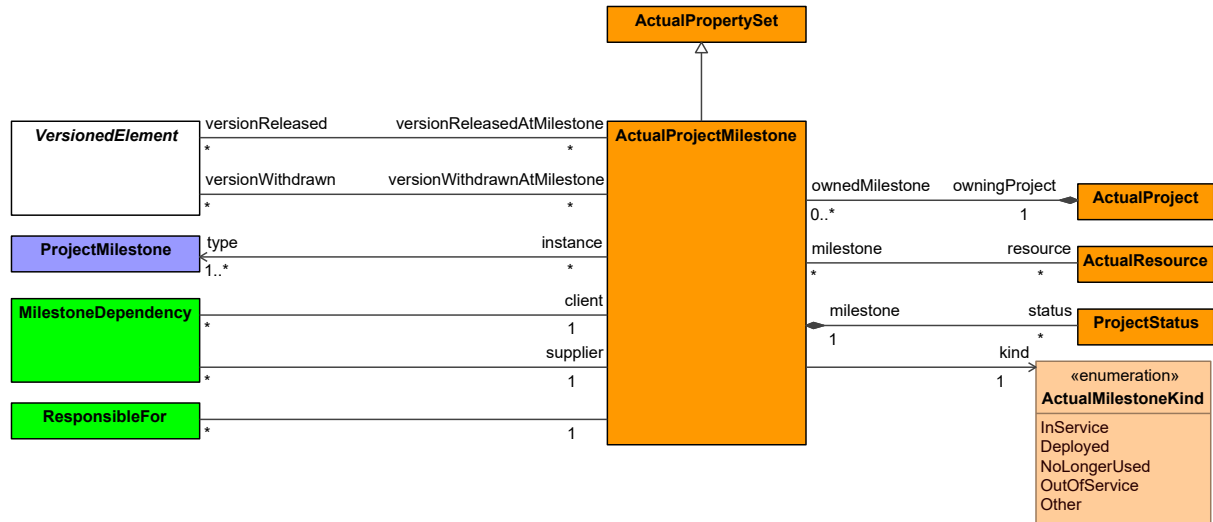 ActualPropertySet
VersionedElement
versionReleased
versionReleasedAtMilestone
*
*
versionWithdrawn
versionWithdrawnAtMilestone
*
*
ProjectMilestone
type
instance
1..*
*
MilestoneDependency
client
*
1
supplier
*
1
ResponsibleFor
*
1
ActualProjectMilestone
ownedMilestone
owningProject
0..*
1
ActualProject
milestone
resource
*
*
ActualResource
milestone
status
1
*
ProjectStatus
kind
1
«enumeration»
ActualMilestoneKind
InService
Deployed
NoLongerUsed
OutOfService
Other